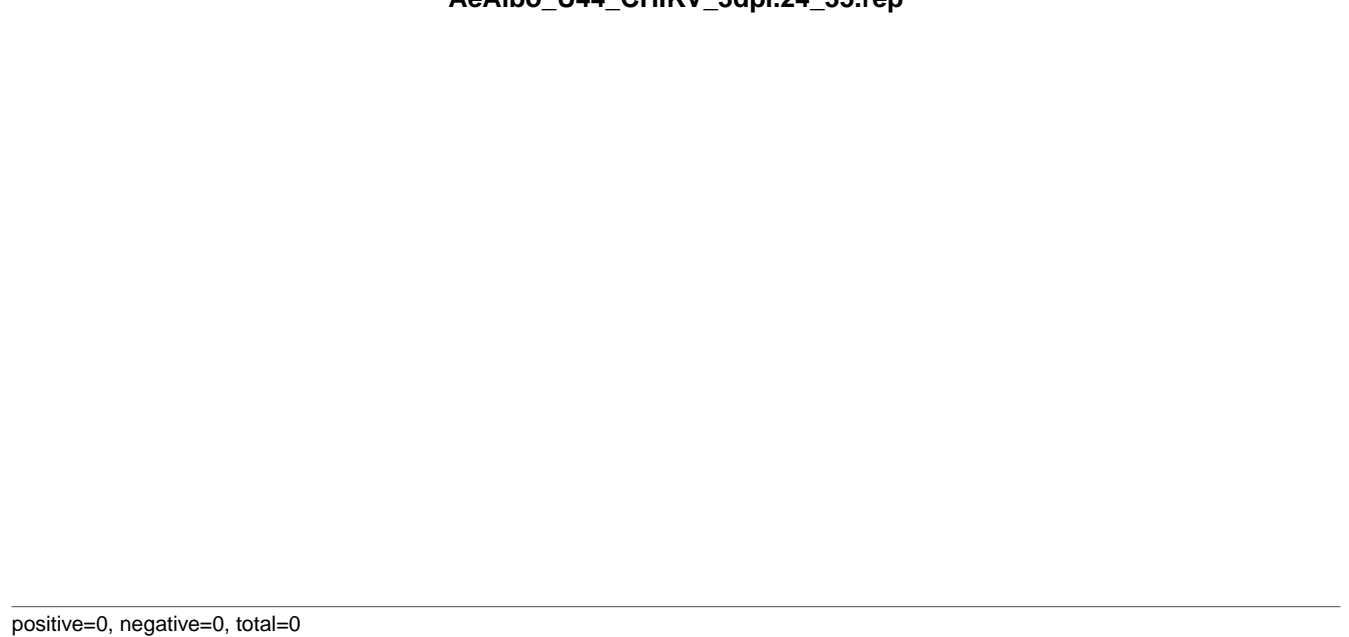 AeAlbo_U44_CHIKV_3dpi.24_35.rep
positive=0, negative=0, total=0